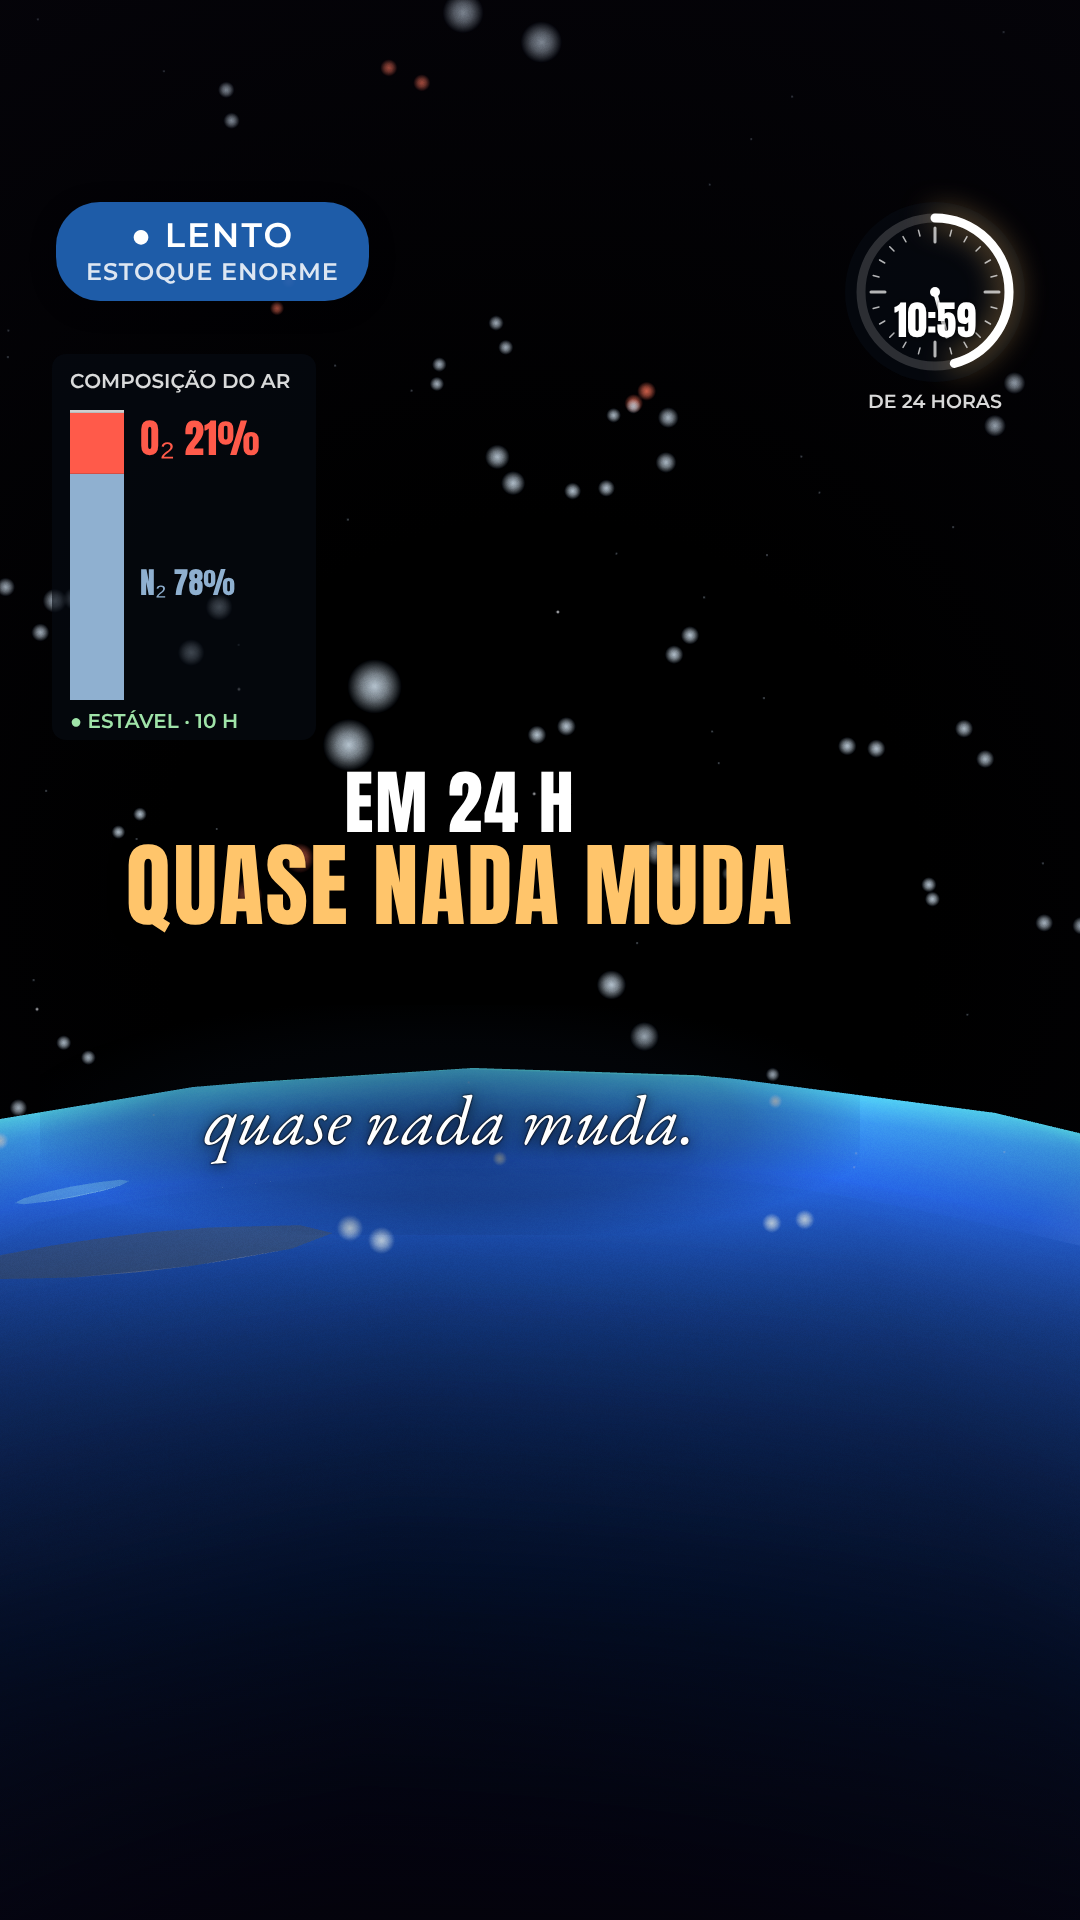 ● LENTO
ESTOQUE ENORME
10:59
DE 24 HORAS
COMPOSIÇÃO DO AR
O₂ 21%
N₂ 78%
● ESTÁVEL · 10 H
EM 24 H
QUASE NADA MUDA
quase nada muda.